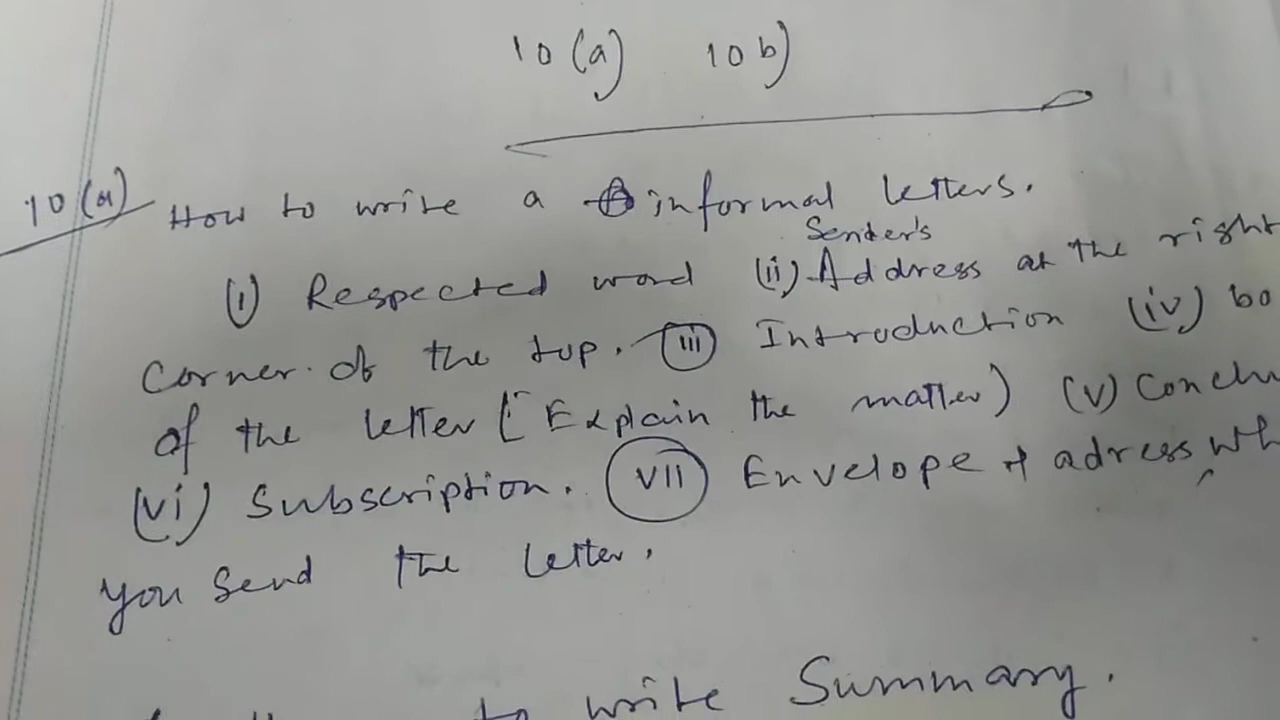 10 (a) 10 b)
10 (a) How to write a informal letters.
(i) Respected word (ii) Sender's Address at the right
corner. of the top. (iii) Introduction (iv) bo
of the letter [Explain the matter) (v) Conclu
(vi) Subscription. (VII) Envelope & adress wh
you send the letter.
to write Summary.